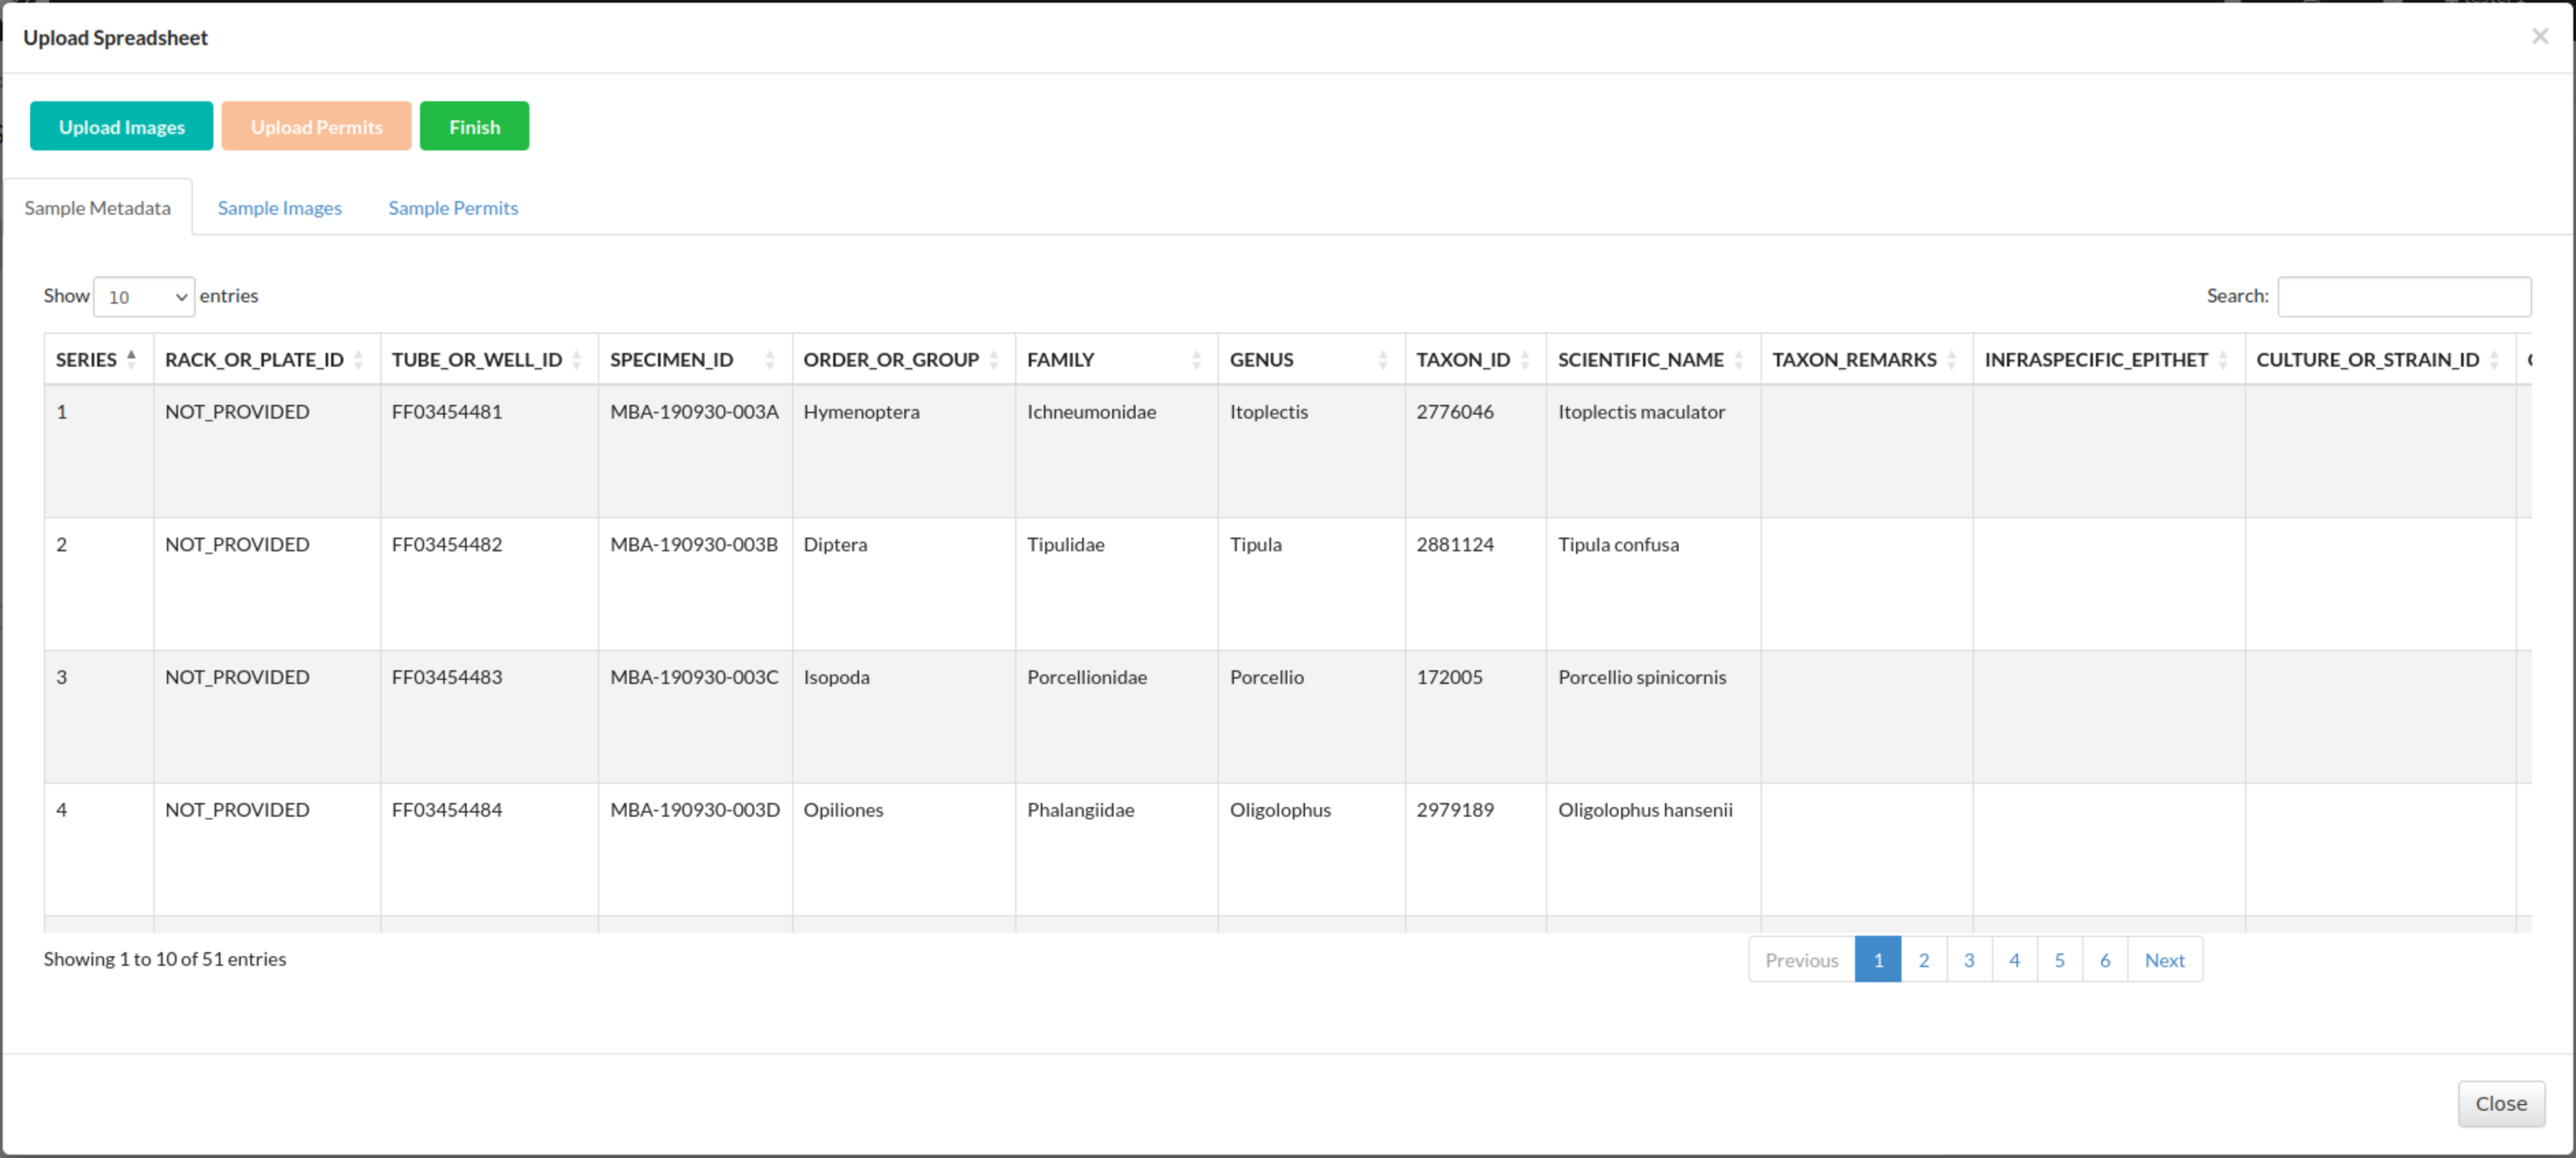 Upload Spreadsheet ×
Upload Images Upload Permits Finish
Sample Metadata Sample Images Sample Permits
Show 10 entries Search:
SERIES RACK_OR_PLATE_ID TUBE_OR_WELL_ID SPECIMEN_ID ORDER_OR_GROUP FAMILY GENUS TAXON_ID SCIENTIFIC_NAME TAXON_REMARKS INFRASPECIFIC_EPITHET CULTURE_OR_STRAIN_ID
1 NOT_PROVIDED FF03454481 MBA-190930-003A Hymenoptera Ichneumonidae Itoplectis 2776046 Itoplectis maculator
2 NOT_PROVIDED FF03454482 MBA-190930-003B Diptera Tipulidae Tipula 2881124 Tipula confusa
3 NOT_PROVIDED FF03454483 MBA-190930-003C Isopoda Porcellionidae Porcellio 172005 Porcellio spinicornis
4 NOT_PROVIDED FF03454484 MBA-190930-003D Opiliones Phalangiidae Oligolophus 2979189 Oligolophus hansenii
Showing 1 to 10 of 51 entries Previous 1 2 3 4 5 6 Next
Close